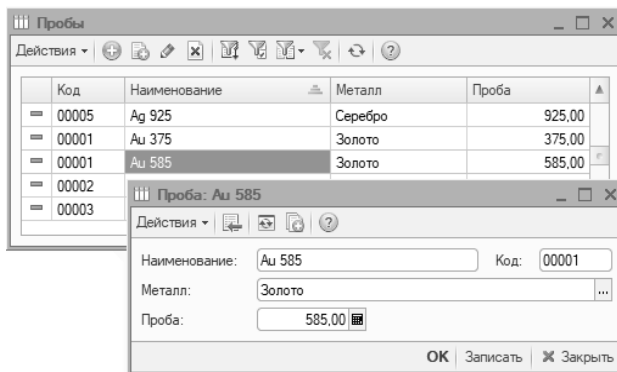 Пробы
Действия
Код Наименование Металл Проба
00005 Ag 925 Серебро 925,00
00001 Au 375 Золото 375,00
00001 Au 585 Золото 585,00
00002
00003
Проба: Au 585
Действия
Наименование: Au 585 Код: 00001
Металл: Золото ...
Проба: 585,00
OK Записать Закрыть